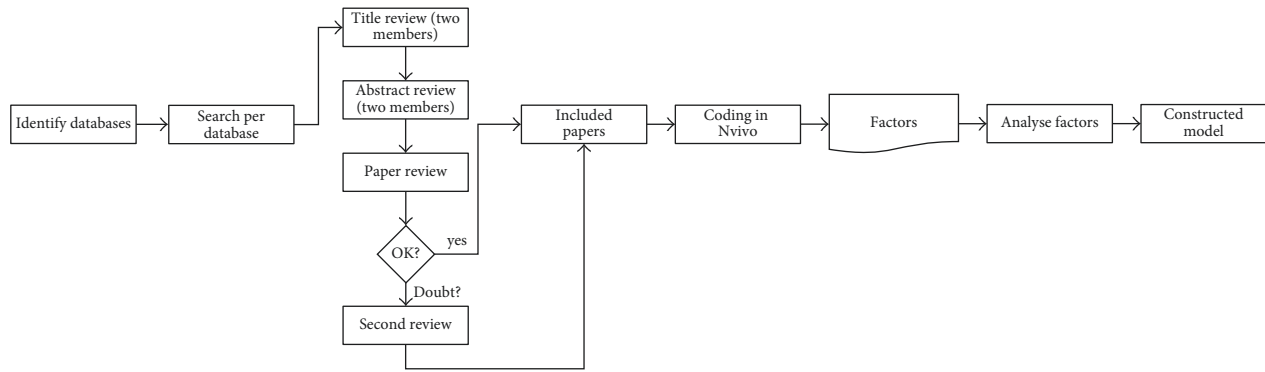 Identify databases
Search per
database
Title review (two
members)
Abstract review
(two members)
Paper review
OK?
yes
Doubt?
Second review
Included
papers
Coding in
Nvivo
Factors
Analyse factors
Constructed
model